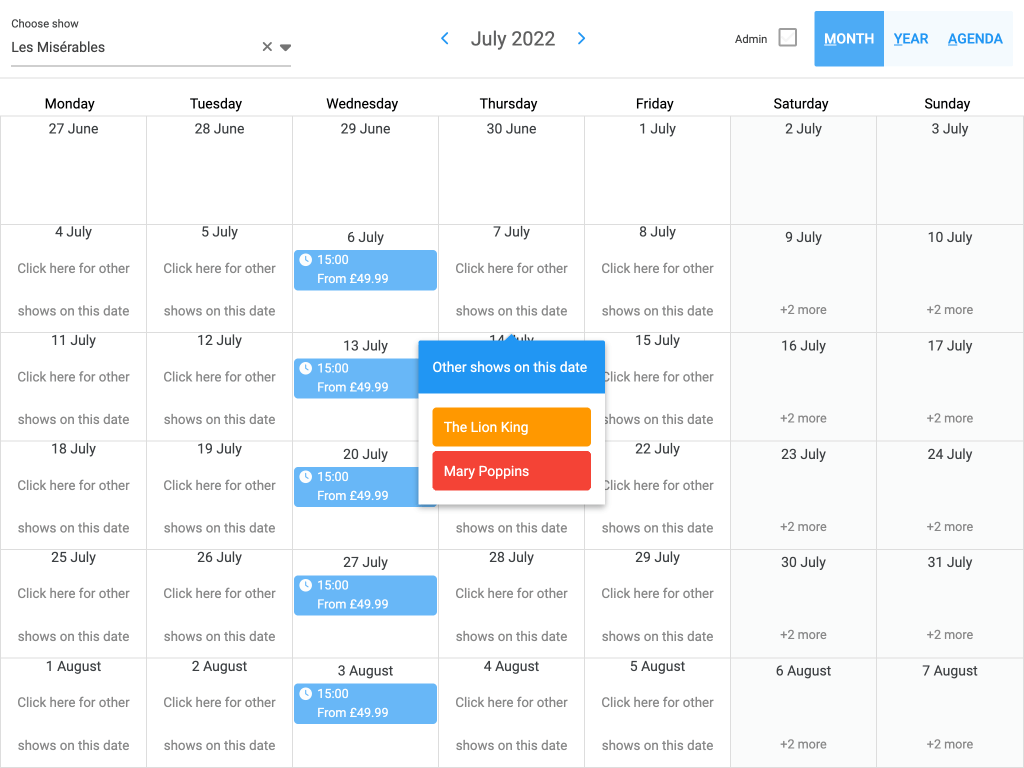 Choose show
Les Misérables
July 2022
Admin
MONTH
YEAR
AGENDA
Monday
Tuesday
Wednesday
Thursday
Friday
Saturday
Sunday
27 June
28 June
29 June
30 June
1 July
2 July
3 July
4 July
Click here for other
shows on this date
5 July
Click here for other
shows on this date
6 July
15:00
From £49.99
7 July
Click here for other
shows on this date
8 July
Click here for other
shows on this date
9 July
+2 more
10 July
+2 more
11 July
Click here for other
shows on this date
12 July
Click here for other
shows on this date
13 July
15:00
From £49.99
14 July
Other shows on this date
The Lion King
Mary Poppins
15 July
Click here for other
shows on this date
16 July
+2 more
17 July
+2 more
18 July
Click here for other
shows on this date
19 July
Click here for other
shows on this date
20 July
15:00
From £49.99
shows on this date
22 July
Click here for other
shows on this date
23 July
+2 more
24 July
+2 more
25 July
Click here for other
shows on this date
26 July
Click here for other
shows on this date
27 July
15:00
From £49.99
28 July
Click here for other
shows on this date
29 July
Click here for other
shows on this date
30 July
+2 more
31 July
+2 more
1 August
Click here for other
shows on this date
2 August
Click here for other
shows on this date
3 August
15:00
From £49.99
4 August
Click here for other
shows on this date
5 August
Click here for other
shows on this date
6 August
+2 more
7 August
+2 more